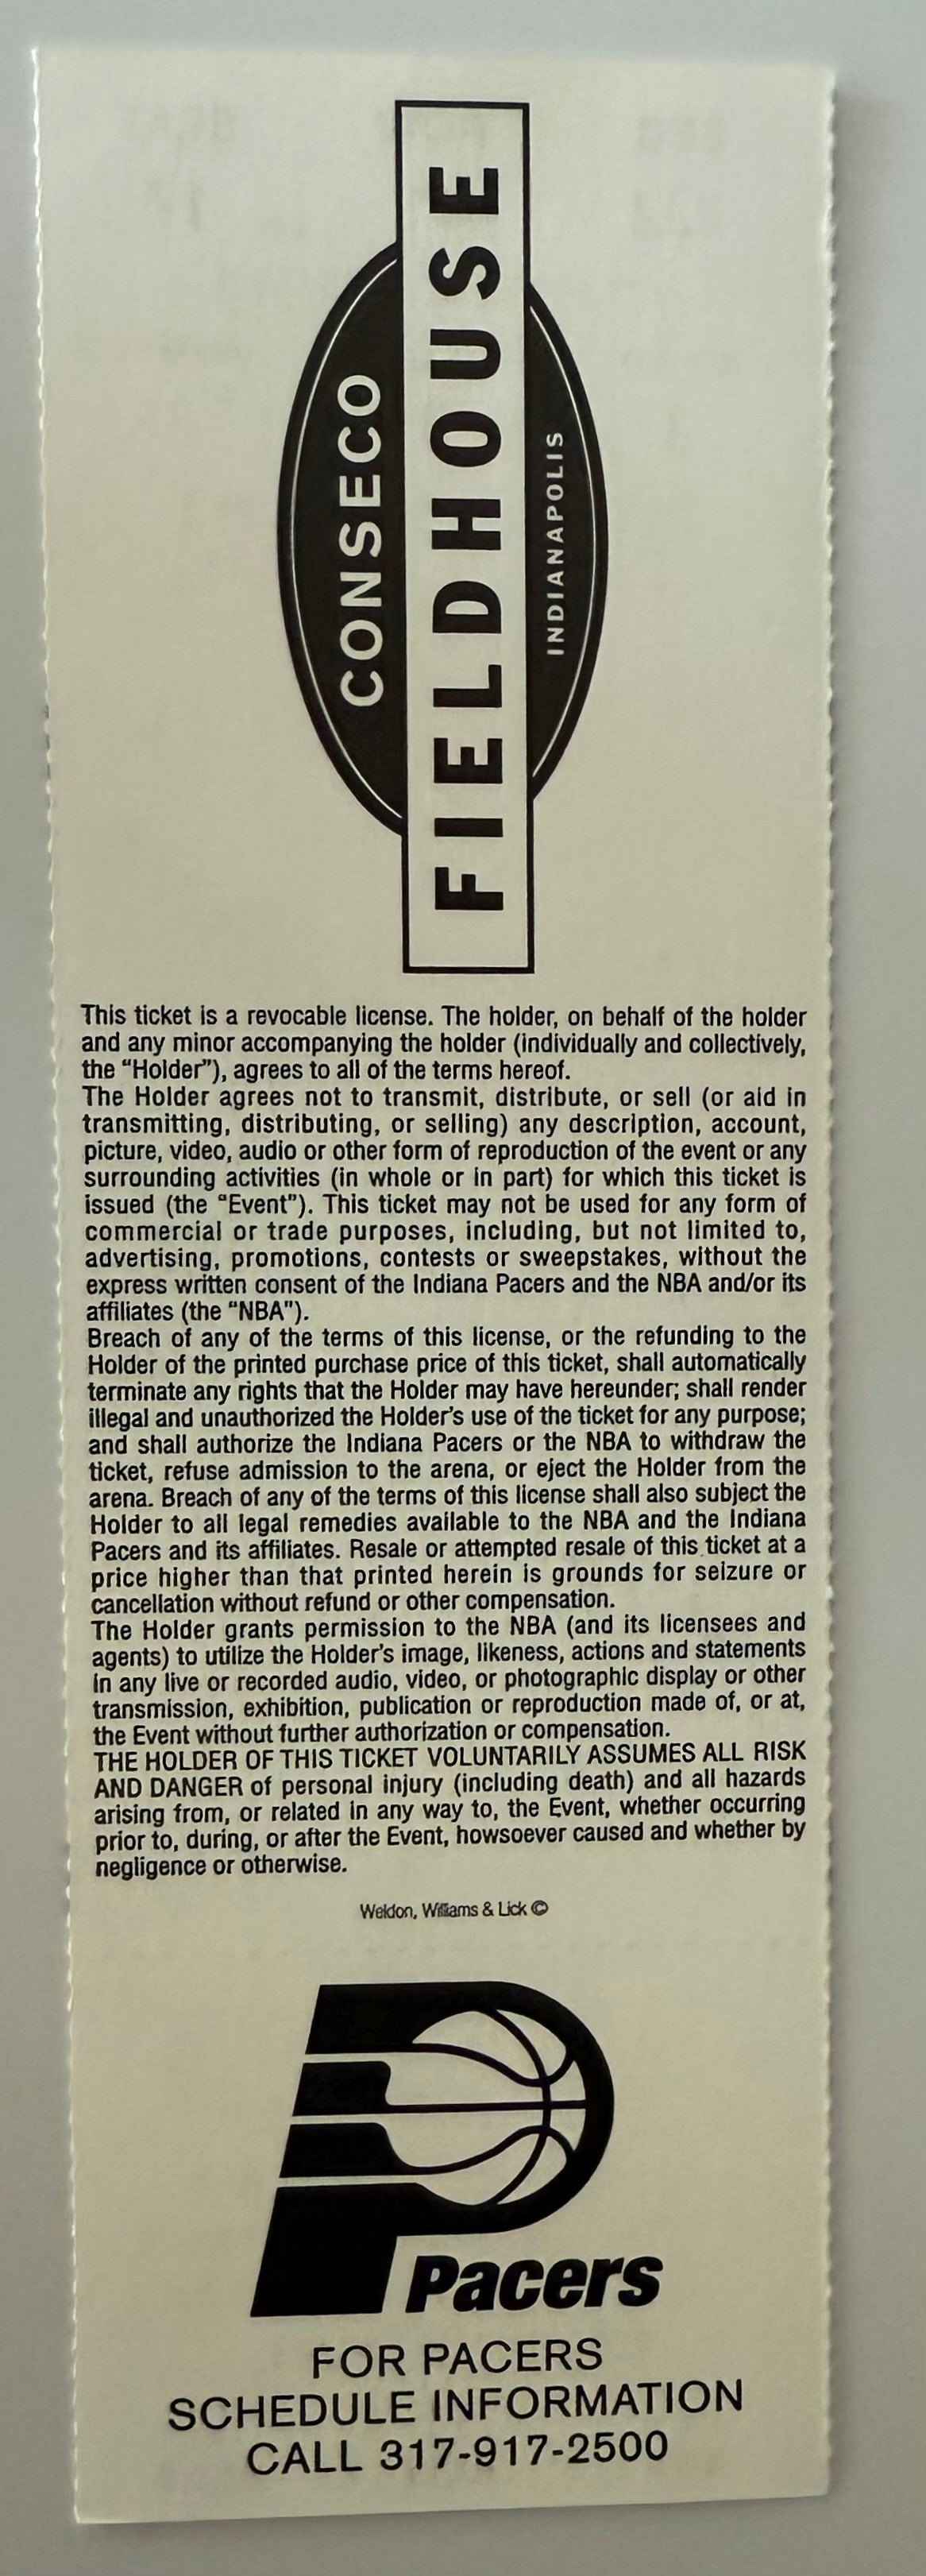 CONSECO
FIELDHOUSE
INDIANAPOLIS
This ticket is a revocable license. The holder, on behalf of the holder
and any minor accompanying the holder (individually and collectively,
the “Holder”), agrees to all of the terms hereof.
The Holder agrees not to transmit, distribute, or sell (or aid in
transmitting, distributing, or selling) any description, account,
picture, video, audio or other form of reproduction of the event or any
surrounding activities (in whole or in part) for which this ticket is
issued (the “Event”). This ticket may not be used for any form of
commercial or trade purposes, including, but not limited to,
advertising, promotions, contests or sweepstakes, without the
express written consent of the Indiana Pacers and the NBA and/or its
affiliates (the “NBA”).
Breach of any of the terms of this license, or the refunding to the
Holder of the printed purchase price of this ticket, shall automatically
terminate any rights that the Holder may have hereunder; shall render
illegal and unauthorized the Holder’s use of the ticket for any purpose;
and shall authorize the Indiana Pacers or the NBA to withdraw the
ticket, refuse admission to the arena, or eject the Holder from the
arena. Breach of any of the terms of this license shall also subject the
Holder to all legal remedies available to the NBA and the Indiana
Pacers and its affiliates. Resale or attempted resale of this ticket at a
price higher than that printed herein is grounds for seizure or
cancellation without refund or other compensation.
The Holder grants permission to the NBA (and its licensees and
agents) to utilize the Holder’s image, likeness, actions and statements
in any live or recorded audio, video, or photographic display or other
transmission, exhibition, publication or reproduction made of, or at,
the Event without further authorization or compensation.
THE HOLDER OF THIS TICKET VOLUNTARILY ASSUMES ALL RISK
AND DANGER of personal injury (including death) and all hazards
arising from, or related in any way to, the Event, whether occurring
prior to, during, or after the Event, howsoever caused and whether by
negligence or otherwise.
Weldon, Williams & Lick ©
Pacers
FOR PACERS
SCHEDULE INFORMATION
CALL 317-917-2500